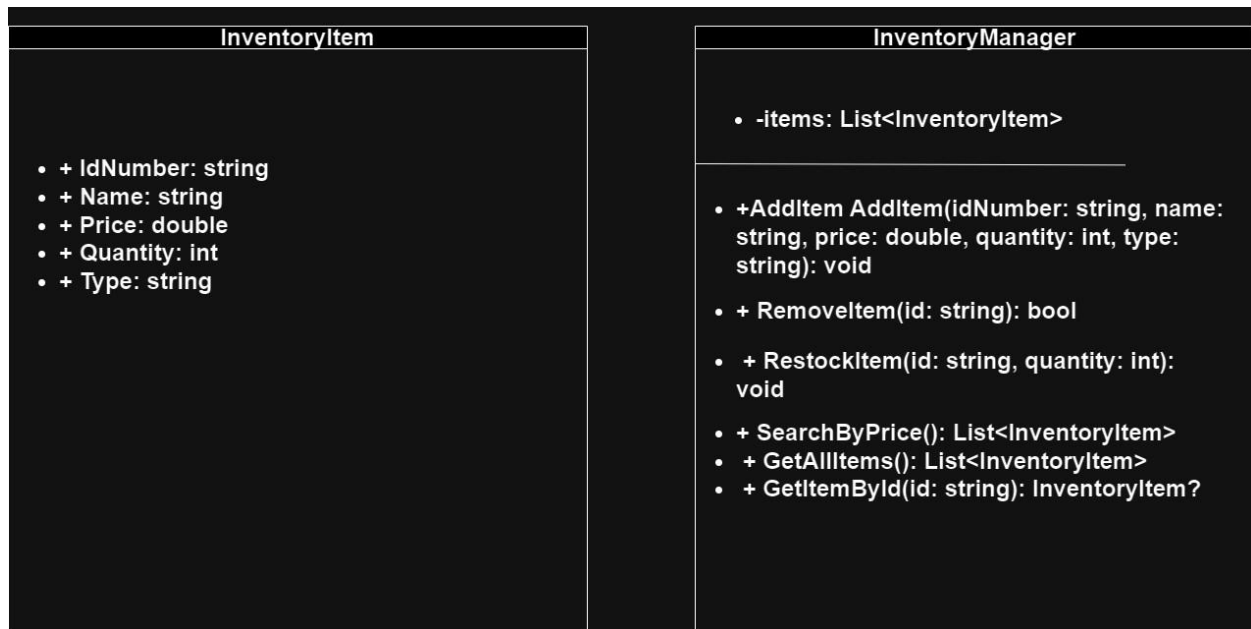 InventoryItem
+ IdNumber: string
+ Name: string
+ Price: double
+ Quantity: int
+ Type: string
InventoryManager
-items: List<InventoryItem>
+AddItem AddItem(idNumber: string, name:
string, price: double, quantity: int, type:
string): void
+ RemoveItem(id: string): bool
+ RestockItem(id: string, quantity: int):
void
+ SearchByPrice(): List<InventoryItem>
+ GetAllItems(): List<InventoryItem>
+ GetItemById(id: string): InventoryItem?